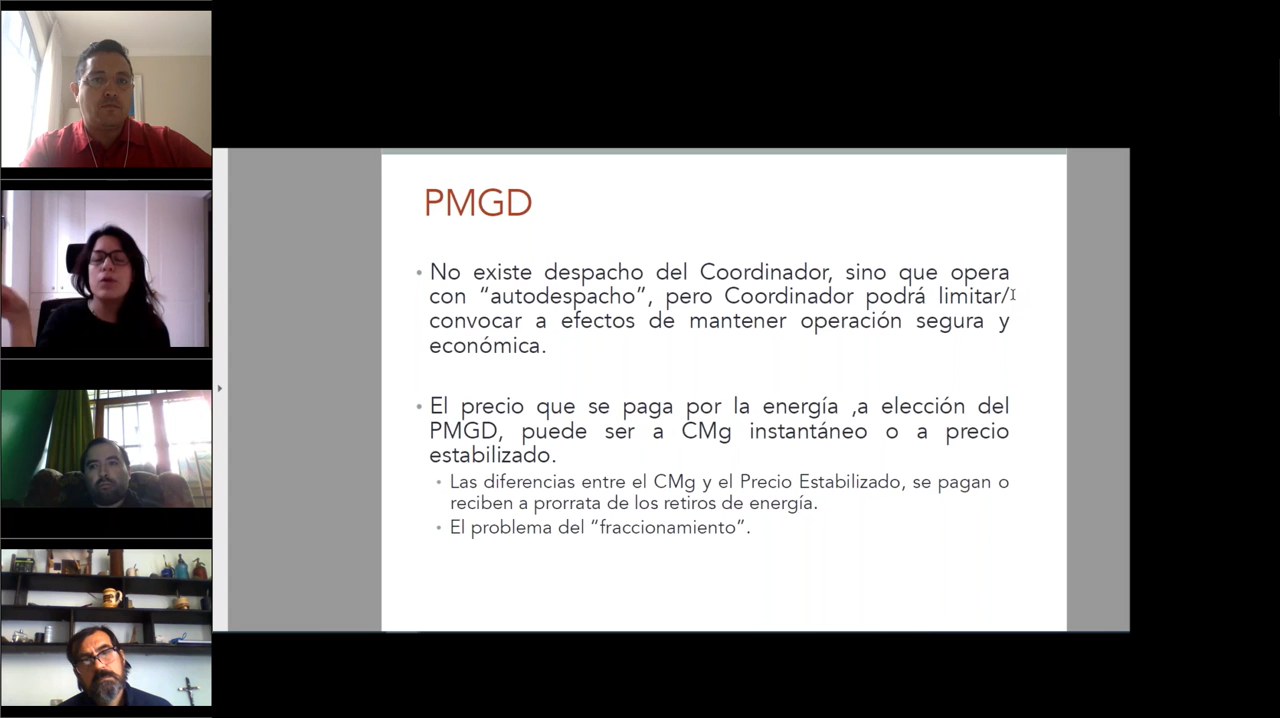 PMGD
• No existe despacho del Coordinador, sino que opera
con “autodespacho”, pero Coordinador podrá limitar/
convocar a efectos de mantener operación segura y
económica.
• El precio que se paga por la energía ,a elección del
PMGD, puede ser a CMg instantáneo o a precio
estabilizado.
• Las diferencias entre el CMg y el Precio Estabilizado, se pagan o
reciben a prorrata de los retiros de energía.
• El problema del “fraccionamiento”.